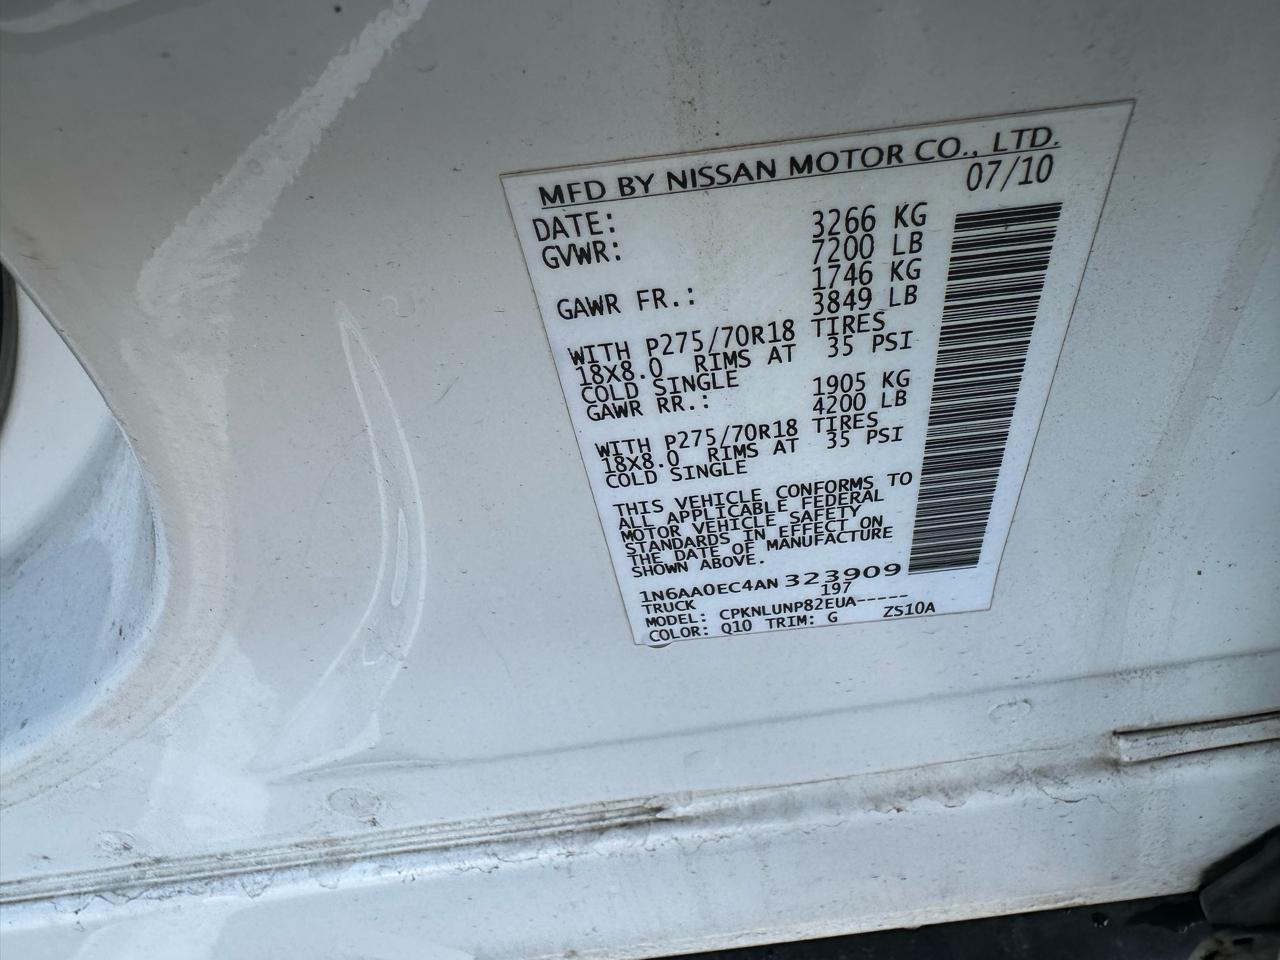 MFD BY NISSAN MOTOR CO., LTD.
DATE: 07/10
GVWR: 3266 KG
7200 LB
GAWR FR.: 1746 KG
3849 LB
WITH P275/70R18 TIRES
18X8.0 RIMS AT 35 PSI
COLD SINGLE
GAWR RR.: 1905 KG
4200 LB
WITH P275/70R18 TIRES
18X8.0 RIMS AT 35 PSI
COLD SINGLE
THIS VEHICLE CONFORMS TO
ALL APPLICABLE FEDERAL
MOTOR VEHICLE SAFETY
STANDARDS IN EFFECT ON
THE DATE OF MANUFACTURE
SHOWN ABOVE.
1N6AA0EC4AN 323909
TRUCK 197
MODEL: CPKNLUNP82EUA-----
COLOR: Q10 TRIM: G ZS10A